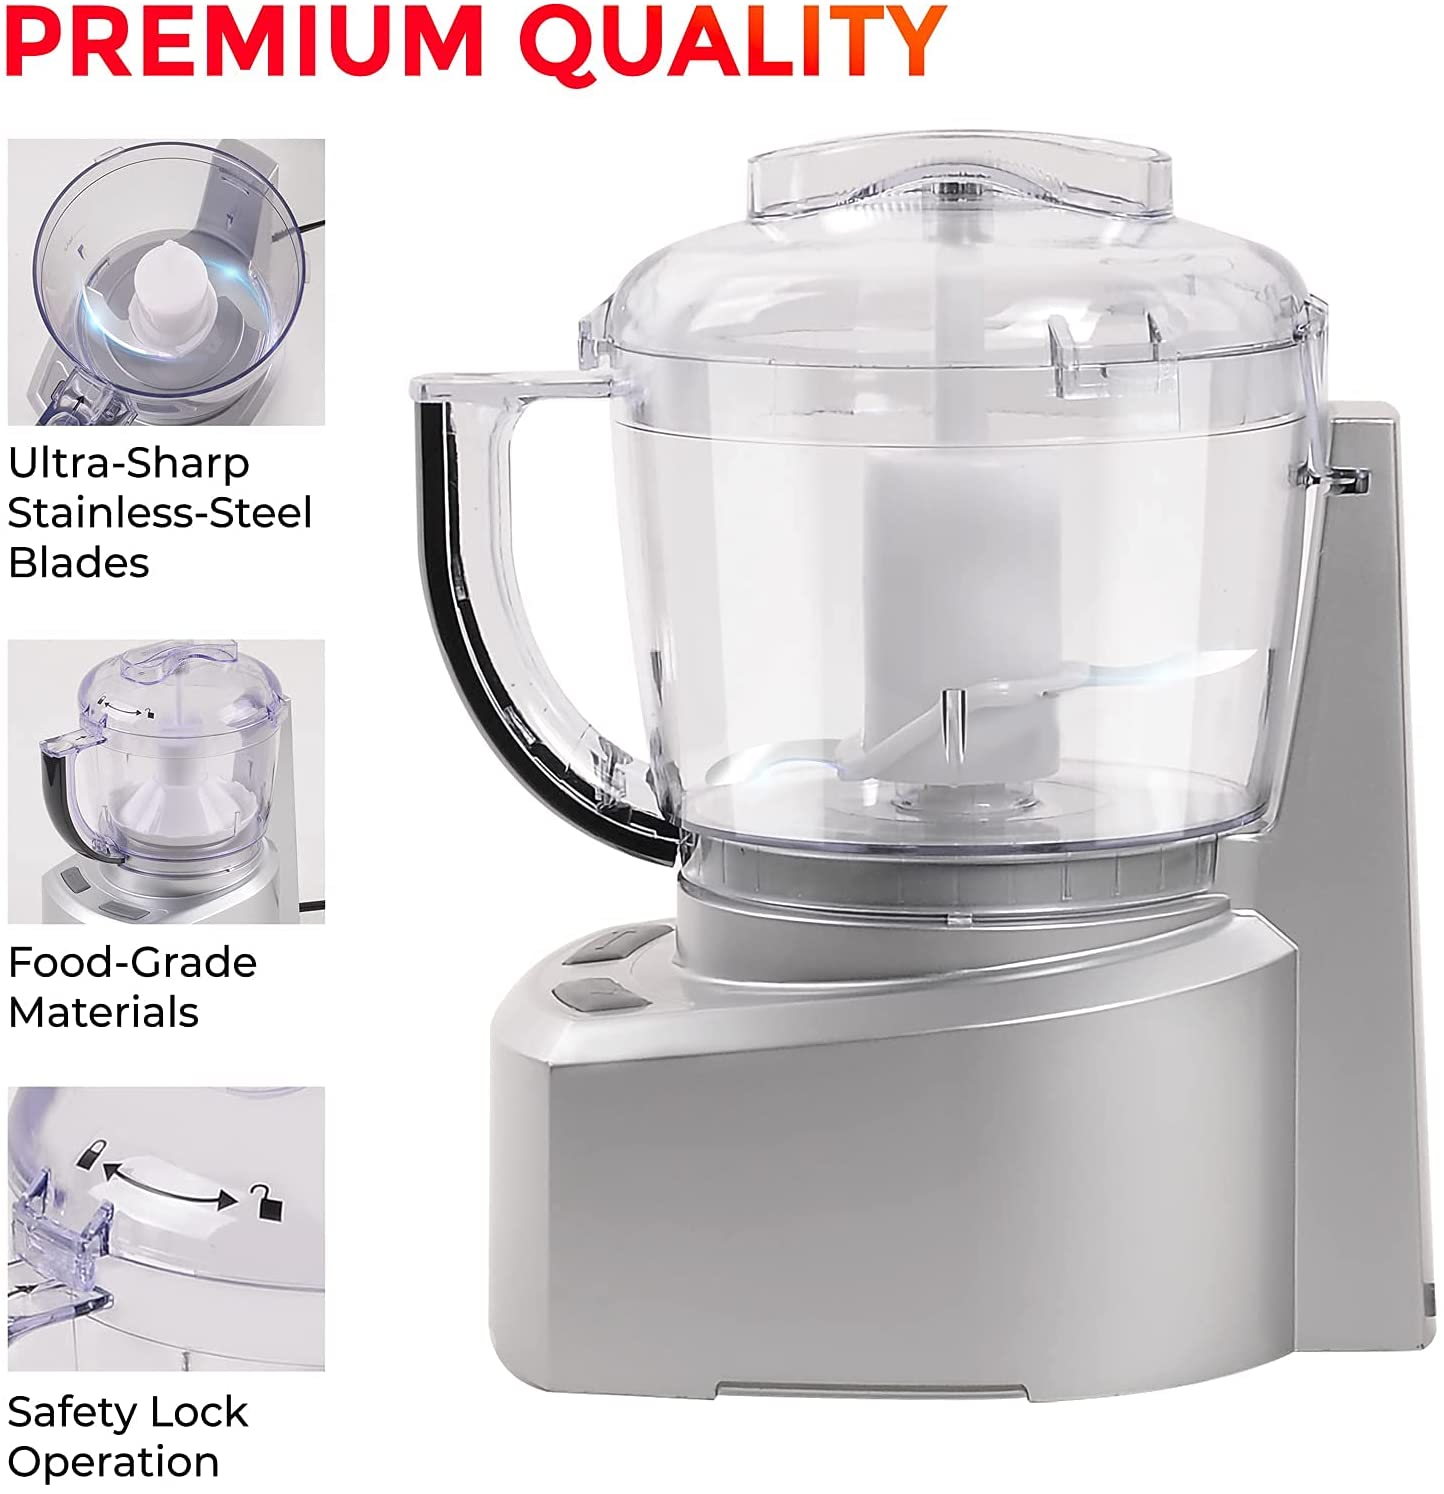 PREMIUM QUALITY
Ultra-Sharp
Stainless-Steel
Blades
Food-Grade
Materials
Safety Lock
Operation